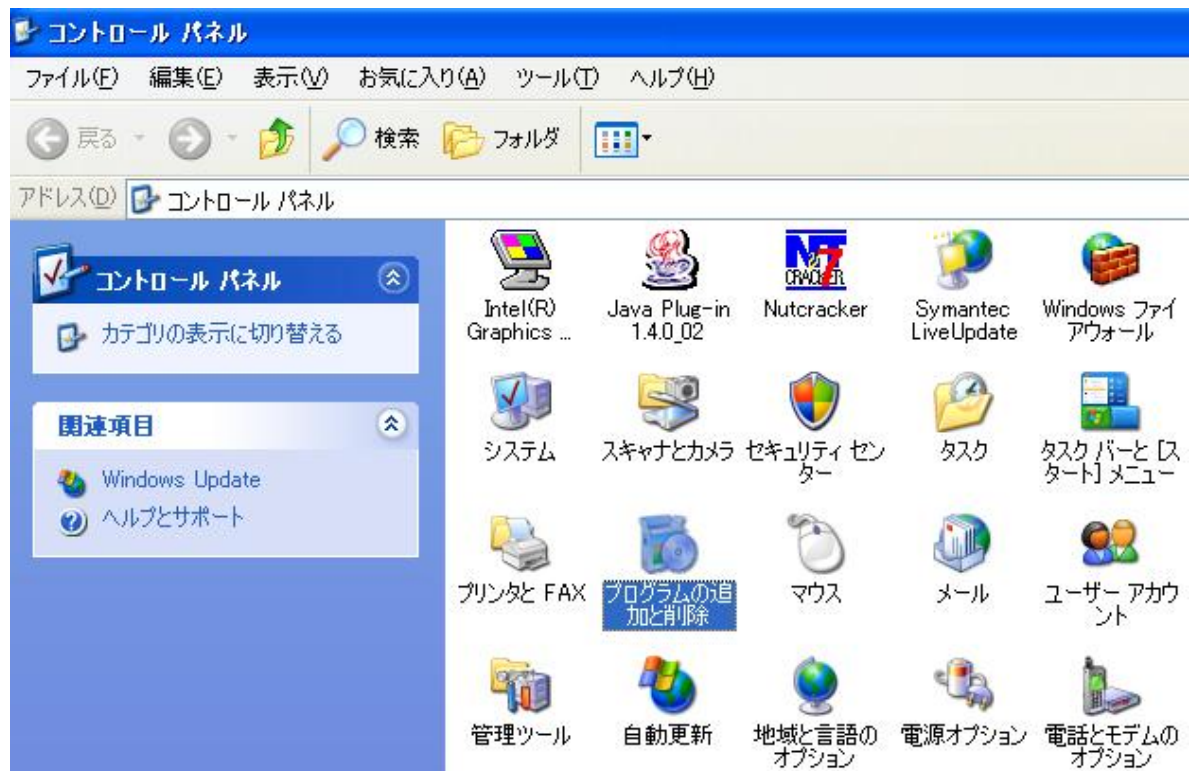 コントロール パネル
ファイル(F) 編集(E) 表示(V) お気に入り(A) ツール(T) ヘルプ(H)
戻る 検索 フォルダ
アドレス(D) コントロール パネル
コントロール パネル
カテゴリの表示に切り替える
関連項目
Windows Update
ヘルプとサポート
Intel(R)
Graphics ...
Java Plug-in
1.4.0_02
NuT
CRACKER
7
Nutcracker
Symantec
LiveUpdate
Windows ファイ
アウォール
システム
スキャナとカメラ
セキュリティ セン
ター
タスク
タスク バーと [ス
タート] メニュー
プリンタと FAX
プログラムの追
加と削除
マウス
メール
ユーザー アカウ
ント
管理ツール
自動更新
地域と言語の
オプション
電源オプション
電話とモデムの
オプション